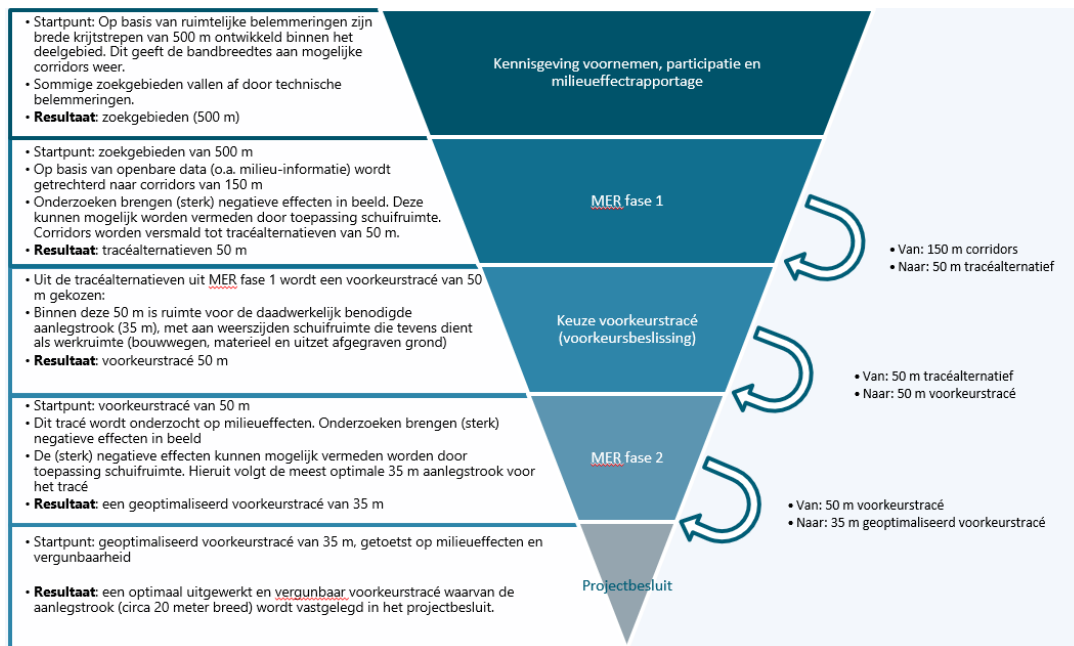 • Startpunt: Op basis van ruimtelijke belemmeringen zijn
brede krijtstrepen van 500 m ontwikkeld binnen het
deelgebied. Dit geeft de bandbreedtes aan mogelijke
corridors weer.
• Sommige zoekgebieden vallen af door technische
belemmeringen.
• Resultaat: zoekgebieden (500 m)
Kennisgeving voornemen, participatie en
milieueffectrapportage
• Startpunt: zoekgebieden van 500 m
• Op basis van openbare data (o.a. milieu-informatie) wordt
getrechterd naar corridors van 150 m
• Onderzoeken brengen (sterk) negatieve effecten in beeld. Deze
kunnen mogelijk worden vermeden door toepassing schuifruimte.
Corridors worden versmald tot tracéalternatieven van 50 m.
• Resultaat: tracéalternatieven 50 m
MER fase 1
• Van: 150 m corridors
• Naar: 50 m tracéalternatief
• Uit de tracéalternatieven uit MER fase 1 wordt een voorkeurstracé van 50
m gekozen:
• Binnen deze 50 m is ruimte voor de daadwerkelijk benodigde
aanlegstrook (35 m), met aan weerszijden schuifruimte die tevens dient
als werkruimte (bouwwegen, materieel en uitzet afgegraven grond)
• Resultaat: voorkeurstracé 50 m
Keuze voorkeurstracé
(voorkeursbeslissing)
• Van: 50 m tracéalternatief
• Naar: 50 m voorkeurstracé
• Startpunt: voorkeurstracé van 50 m
• Dit tracé wordt onderzocht op milieueffecten. Onderzoeken brengen (sterk)
negatieve effecten in beeld
• De (sterk) negatieve effecten kunnen mogelijk vermeden worden door
toepassing schuifruimte. Hieruit volgt de meest optimale 35 m aanlegstrook voor
het tracé
• Resultaat: een geoptimaliseerd voorkeurstracé van 35 m
MER fase 2
• Van: 50 m voorkeurstracé
• Naar: 35 m geoptimaliseerd voorkeurstracé
• Startpunt: geoptimaliseerd voorkeurstracé van 35 m, getoetst op milieueffecten en
vergunbaarheid
• Resultaat: een optimaal uitgewerkt en vergunbaar voorkeurstracé waarvan de
aanlegstrook (circa 20 meter breed) wordt vastgelegd in het projectbesluit.
Projectbesluit